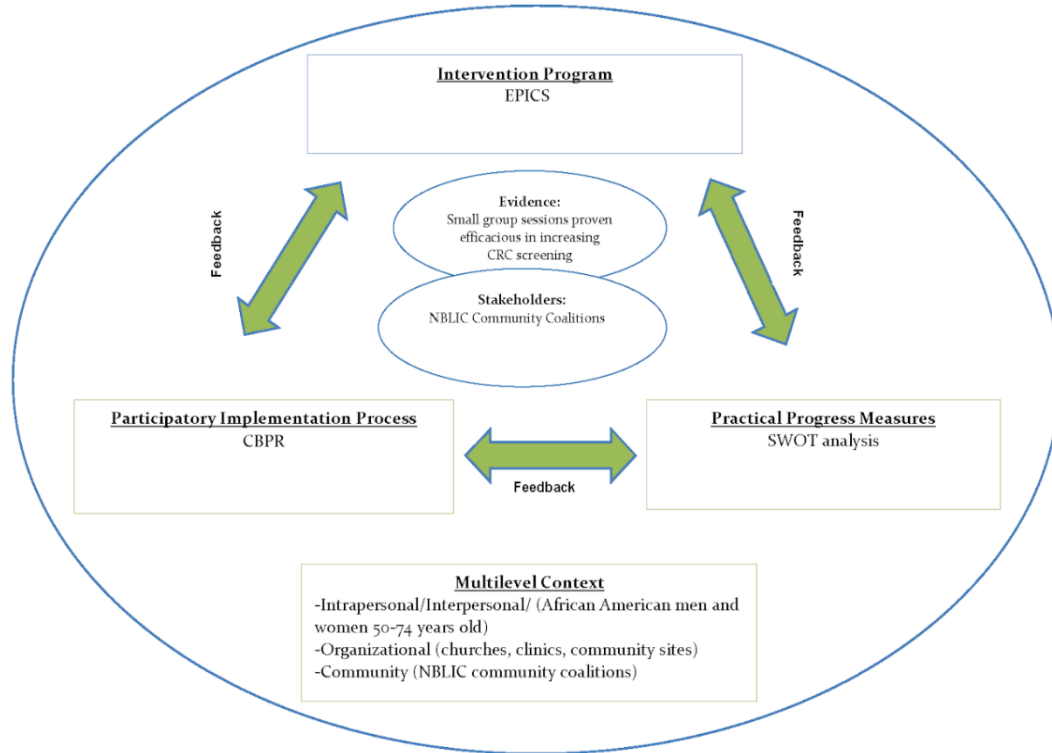 Intervention Program
EPICS
Evidence:
Small group sessions proven
efficacious in increasing
CRC screening
Feedback
Feedback
Stakeholders:
NBLIC Community Coalitions
Participatory Implementation Process
CBPR
Practical Progress Measures
SWOT analysis
Feedback
Multilevel Context
-Intrapersonal/Interpersonal/ (African American men and
women 50-74 years old)
-Organizational (churches, clinics, community sites)
-Community (NBLIC community coalitions)